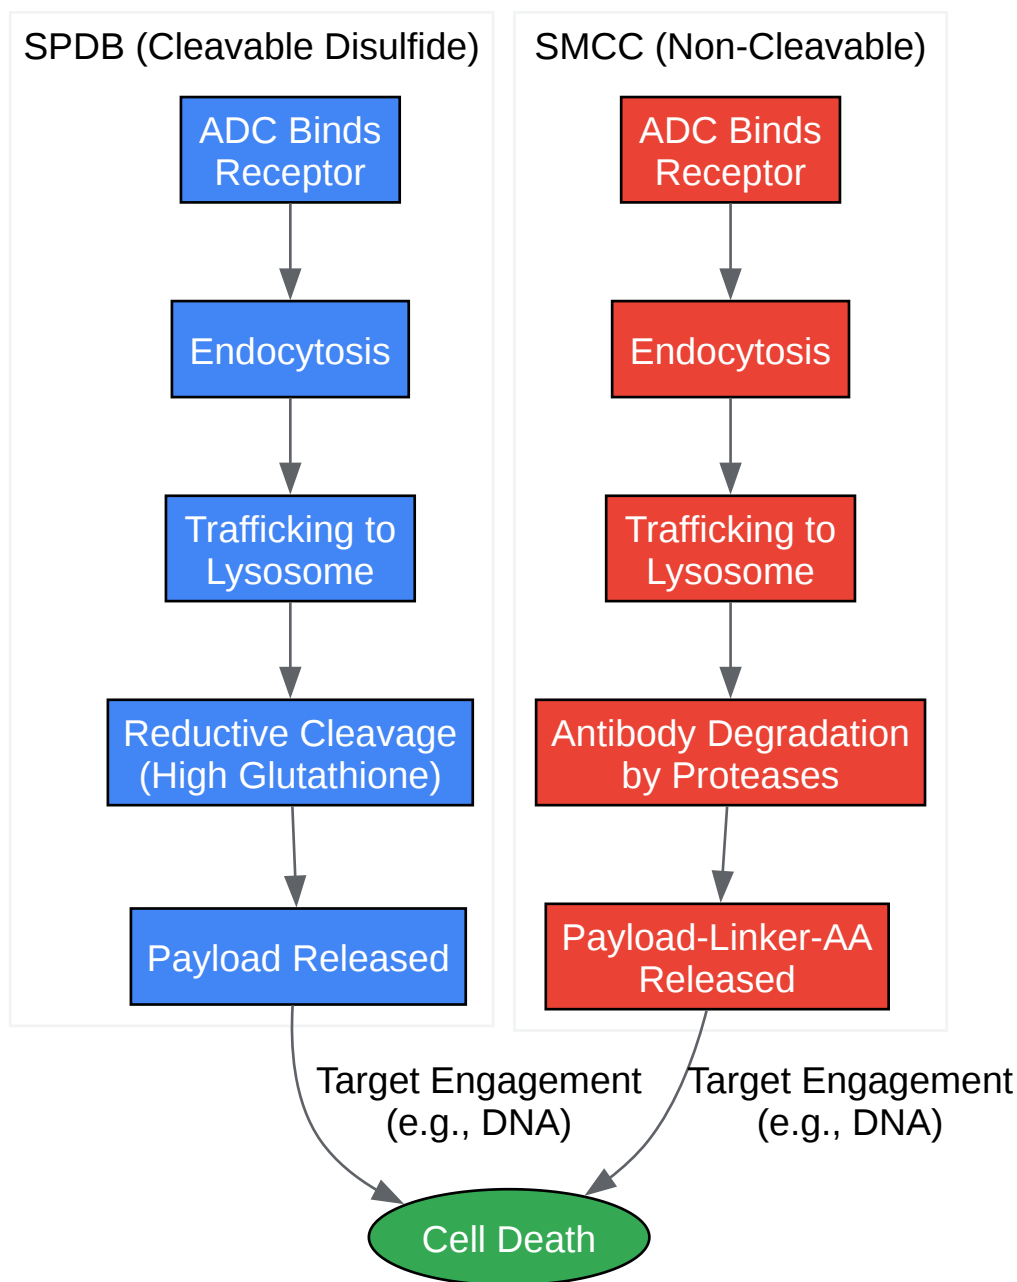 SPDB (Cleavable Disulfide)
ADC Binds
Receptor
Endocytosis
Trafficking to
Lysosome
Reductive Cleavage
(High Glutathione)
Payload Released
Target Engagement
(e.g., DNA)
SMCC (Non-Cleavable)
ADC Binds
Receptor
Endocytosis
Trafficking to
Lysosome
Antibody Degradation
by Proteases
Payload-Linker-AA
Released
Target Engagement
(e.g., DNA)
Cell Death